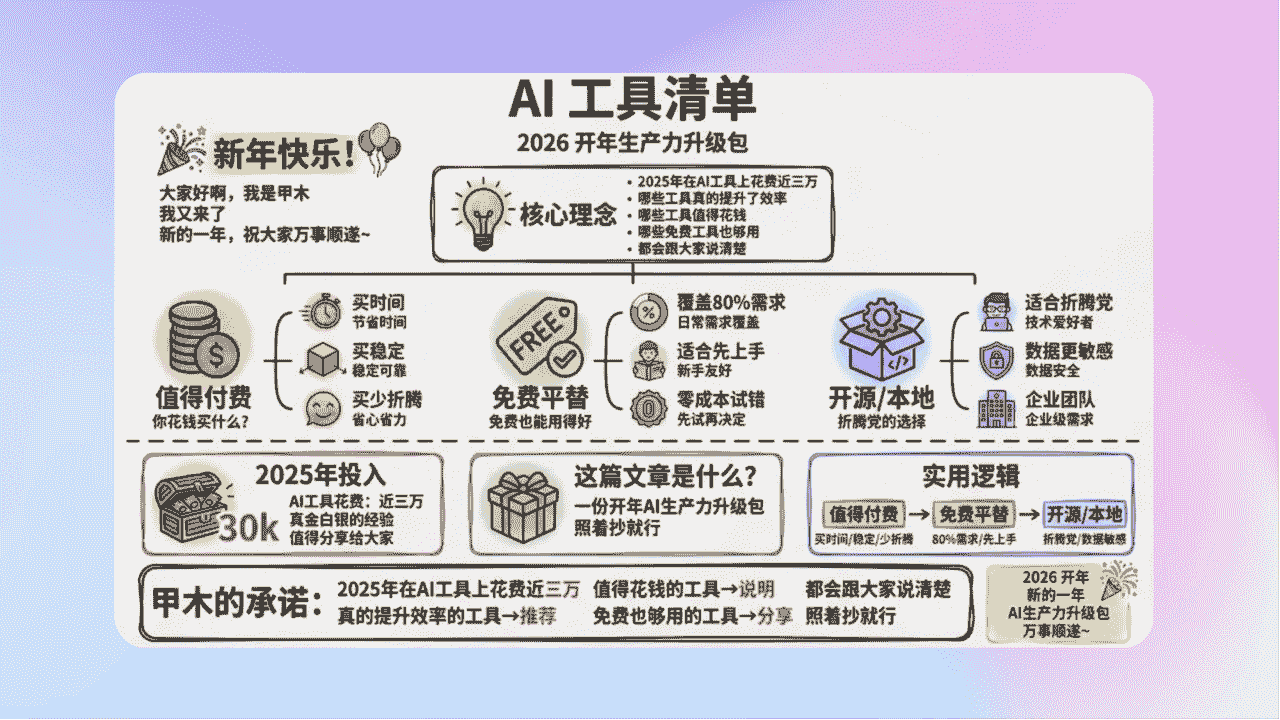 AI 工具清单
2026 开年生产力升级包
新年快乐!
大家好啊，我是甲木
我又来了
新的一年，祝大家万事顺遂~
核心理念
• 2025年在AI工具上花费近三万
• 哪些工具真的提升了效率
• 哪些工具值得花钱
• 哪些免费工具也够用
• 都会跟大家说清楚
$
值得付费
你花钱买什么?
买时间
节省时间
买稳定
稳定可靠
买少折腾
省心省力
FREE
免费平替
免费也能用得好
%
覆盖80%需求
日常需求覆盖
适合先上手
新手友好
0
零成本试错
先试再决定
</>
开源/本地
折腾党的选择
适合折腾党
技术爱好者
数据更敏感
数据安全
企业团队
企业级需求
2025年投入
30k
AI工具花费：近三万
真金白银的经验
值得分享给大家
这篇文章是什么?
一份开年AI生产力升级包
照着抄就行
实用逻辑
值得付费→免费平替→开源/本地
买时间/稳定/少折腾 80%需求/先上手 折腾党/数据敏感
甲木的承诺：
2025年在AI工具上花费近三万 值得花钱的工具→说明 都会跟大家说清楚
真的提升效率的工具→推荐 免费也够用的工具→分享 照着抄就行
2026 开年
新的一年
AI生产力升级包
万事顺遂~